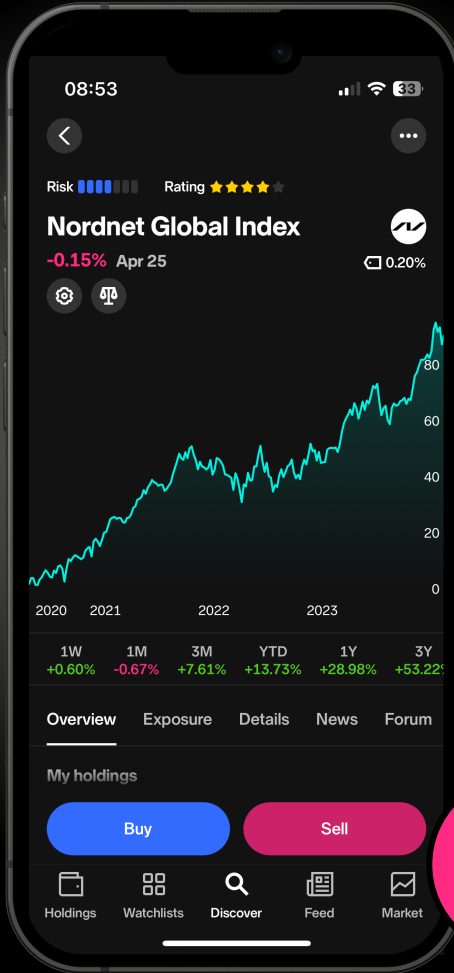 08:53
33
Risk Rating
Nordnet Global Index
-0.15% Apr 25
0.20%
80
60
40
20
0
2020 2021 2022 2023
1W 1M 3M YTD 1Y 3Y
+0.60% -0.67% +7.61% +13.73% +28.98% +53.22
Overview Exposure Details News Forum
My holdings
Buy Sell
Holdings Watchlists Discover Feed Market